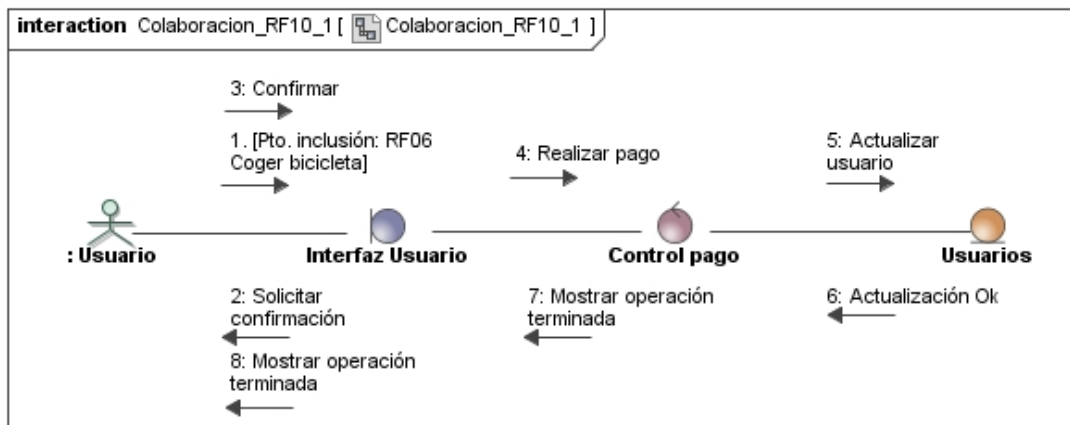 interaction Colaboracion_RF10_1 [ Colaboracion_RF10_1 ]
3: Confirmar
1. [Pto. inclusión: RF06
Coger bicicleta]
4: Realizar pago
5: Actualizar
usuario
: Usuario
Interfaz Usuario
Control pago
Usuarios
2: Solicitar
confirmación
7: Mostrar operación
terminada
6: Actualización Ok
8: Mostrar operación
terminada